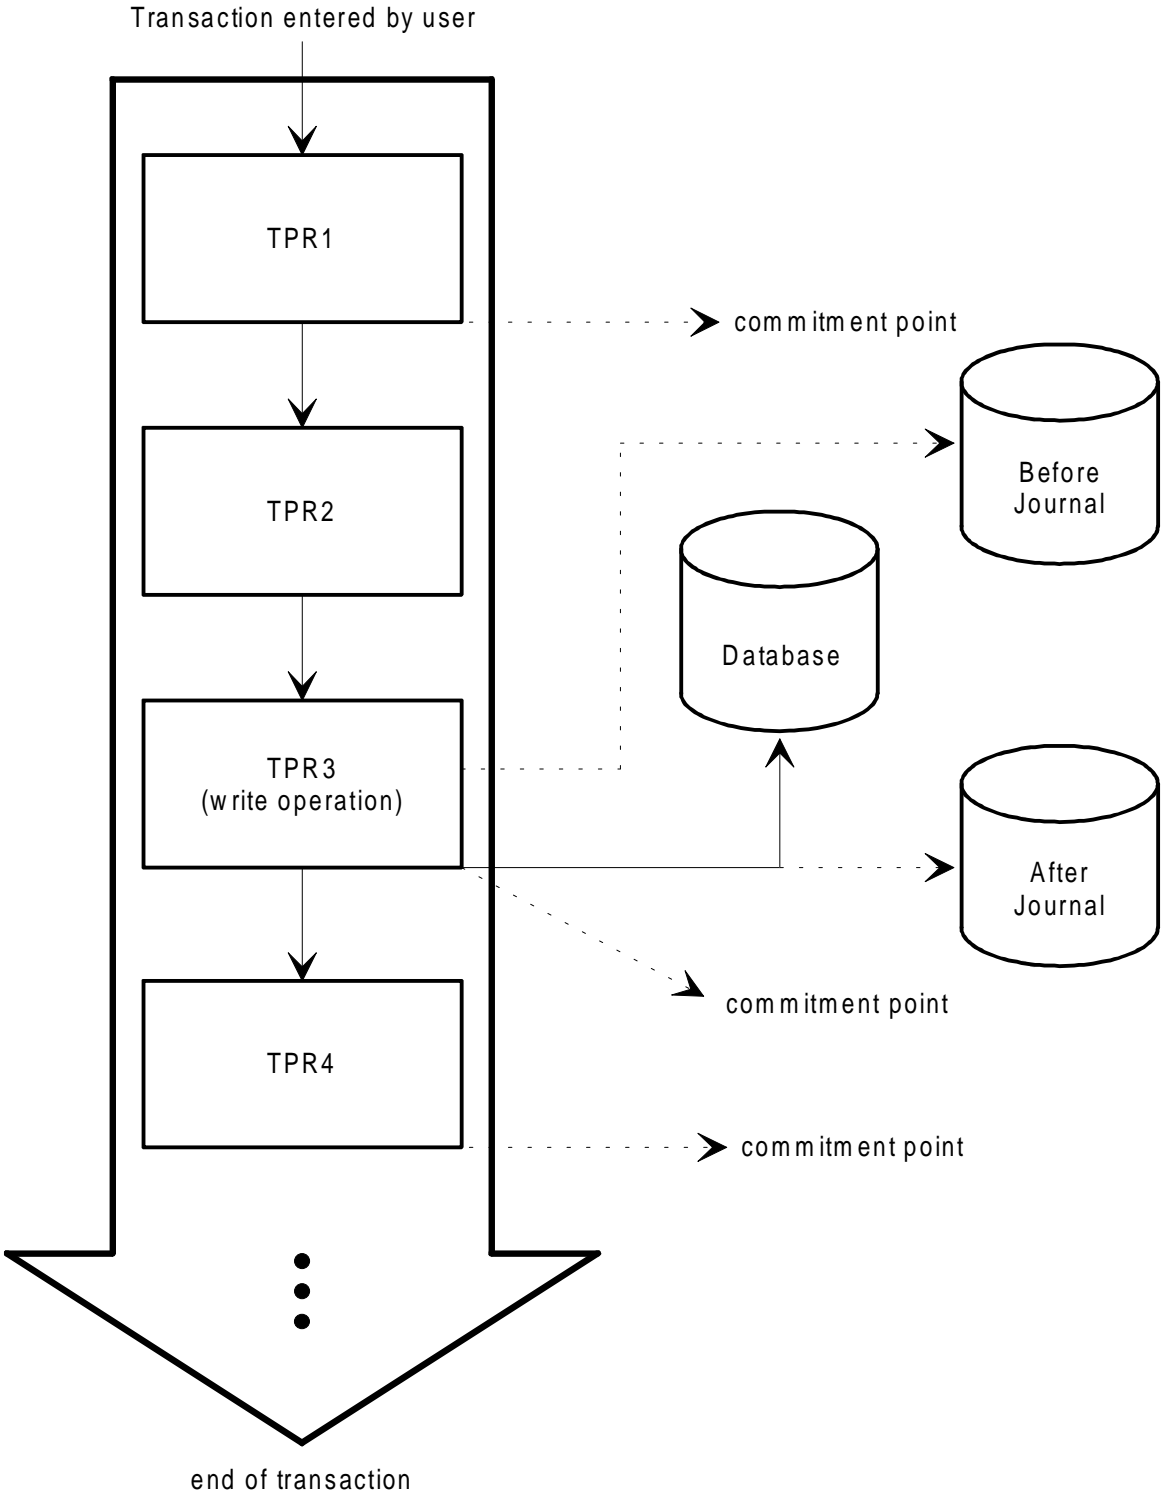 Transaction entered by user
TPR1
commitment point
Before
Journal
TPR2
Database
TPR3
(write operation)
After
Journal
commitment point
TPR4
commitment point
end of transaction